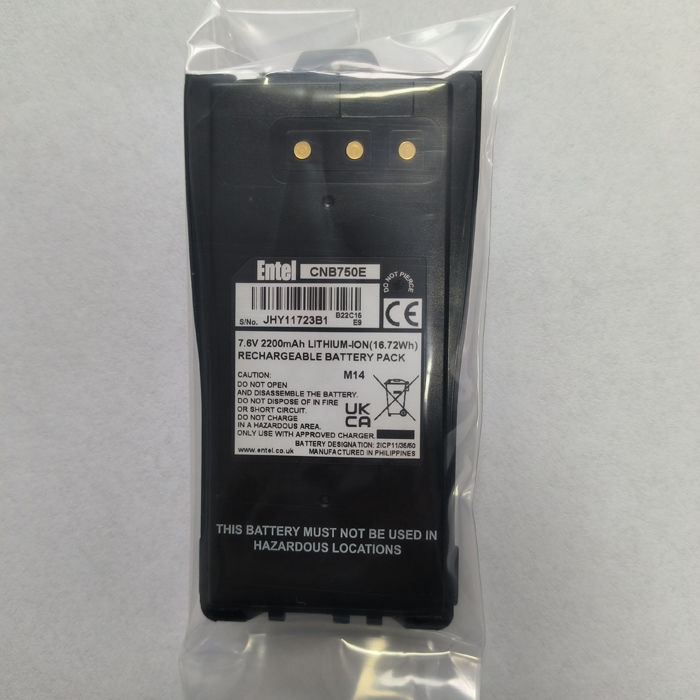 Entel CNB750E
DO NOT PIERCE
B22C15
S/No. JHY11723B1 E9
CE
7.6V 2200mAh LITHIUM-ION(16.72Wh)
RECHARGEABLE BATTERY PACK
CAUTION: M14
DO NOT OPEN
AND DISASSEMBLE THE BATTERY.
DO NOT DISPOSE OF IN FIRE
OR SHORT CIRCUIT.
DO NOT CHARGE
IN A HAZARDOUS AREA.
ONLY USE WITH APPROVED CHARGER.
UK
CA
BATTERY DESIGNATION: 2ICP11/35/50
www.entel.co.uk MANUFACTURED IN PHILIPPINES
THIS BATTERY MUST NOT BE USED IN
HAZARDOUS LOCATIONS